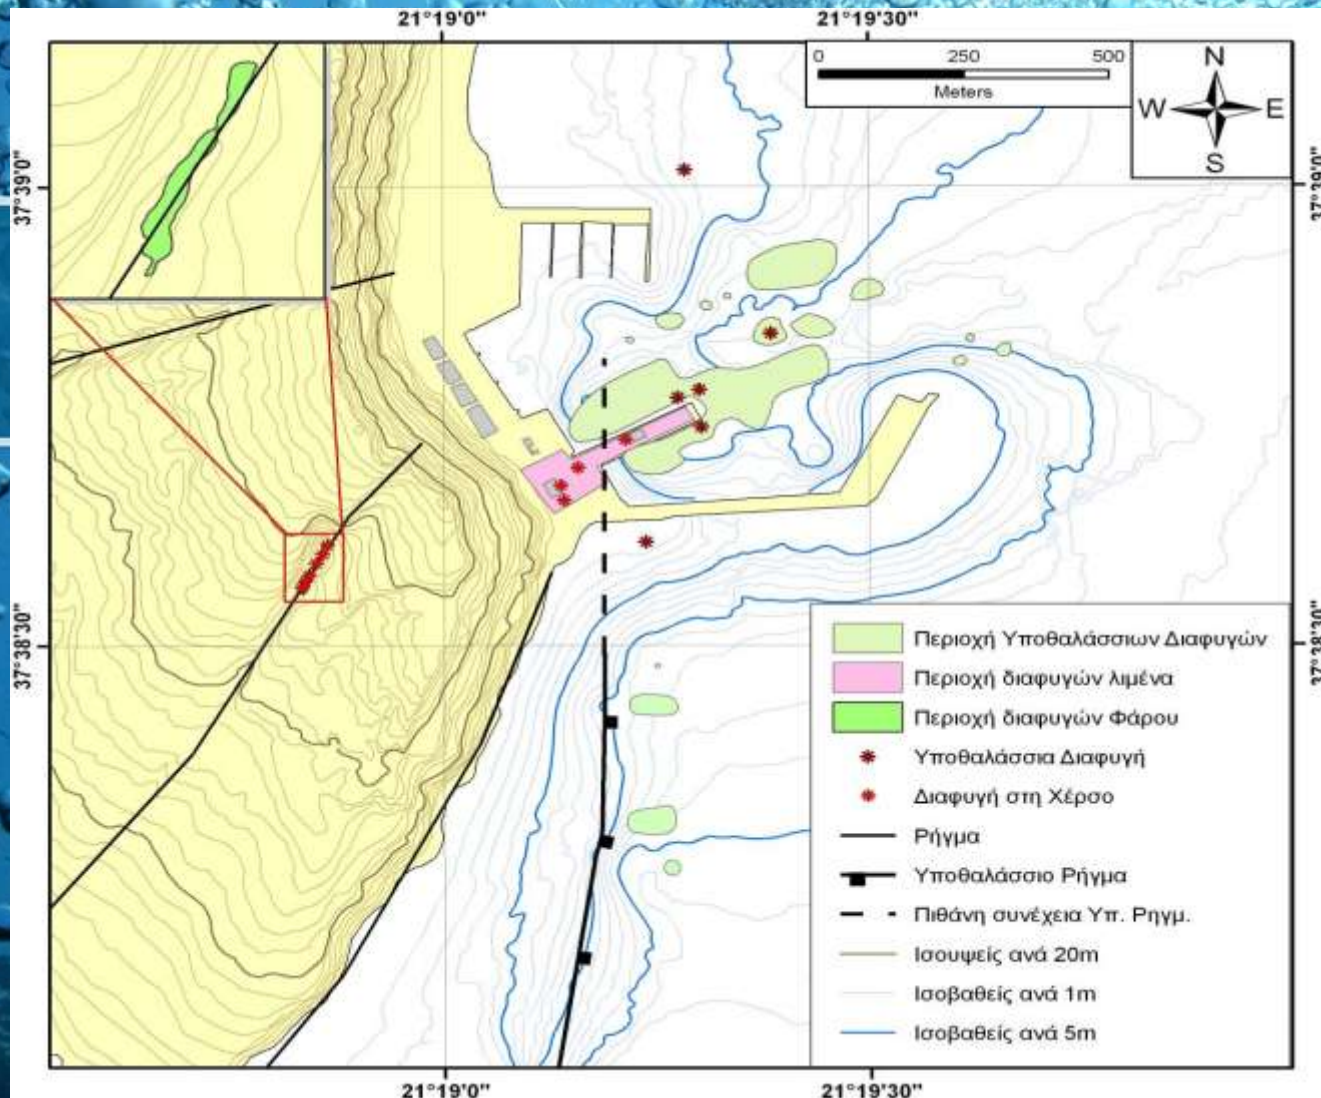 21°19'0"
21°19'30"
0
250
500
Meters
N
W
E
S
37°39'0"
37°39'0"
37°38'30"
37°38'30"
Περιοχή Υποθαλάσσιων Διαφυγών
Περιοχή διαφυγών λιμένα
Περιοχή διαφυγών Φάρου
Υποθαλάσσια Διαφυγή
Διαφυγή στη Χέρσο
Ρήγμα
Υποθαλάσσιο Ρήγμα
Πιθάνη συνέχεια Υπ. Ρηγμ.
Ισουψείς ανά 20m
Ισοβαθείς ανά 1m
Ισοβαθείς ανά 5m
21°19'0"
21°19'30"